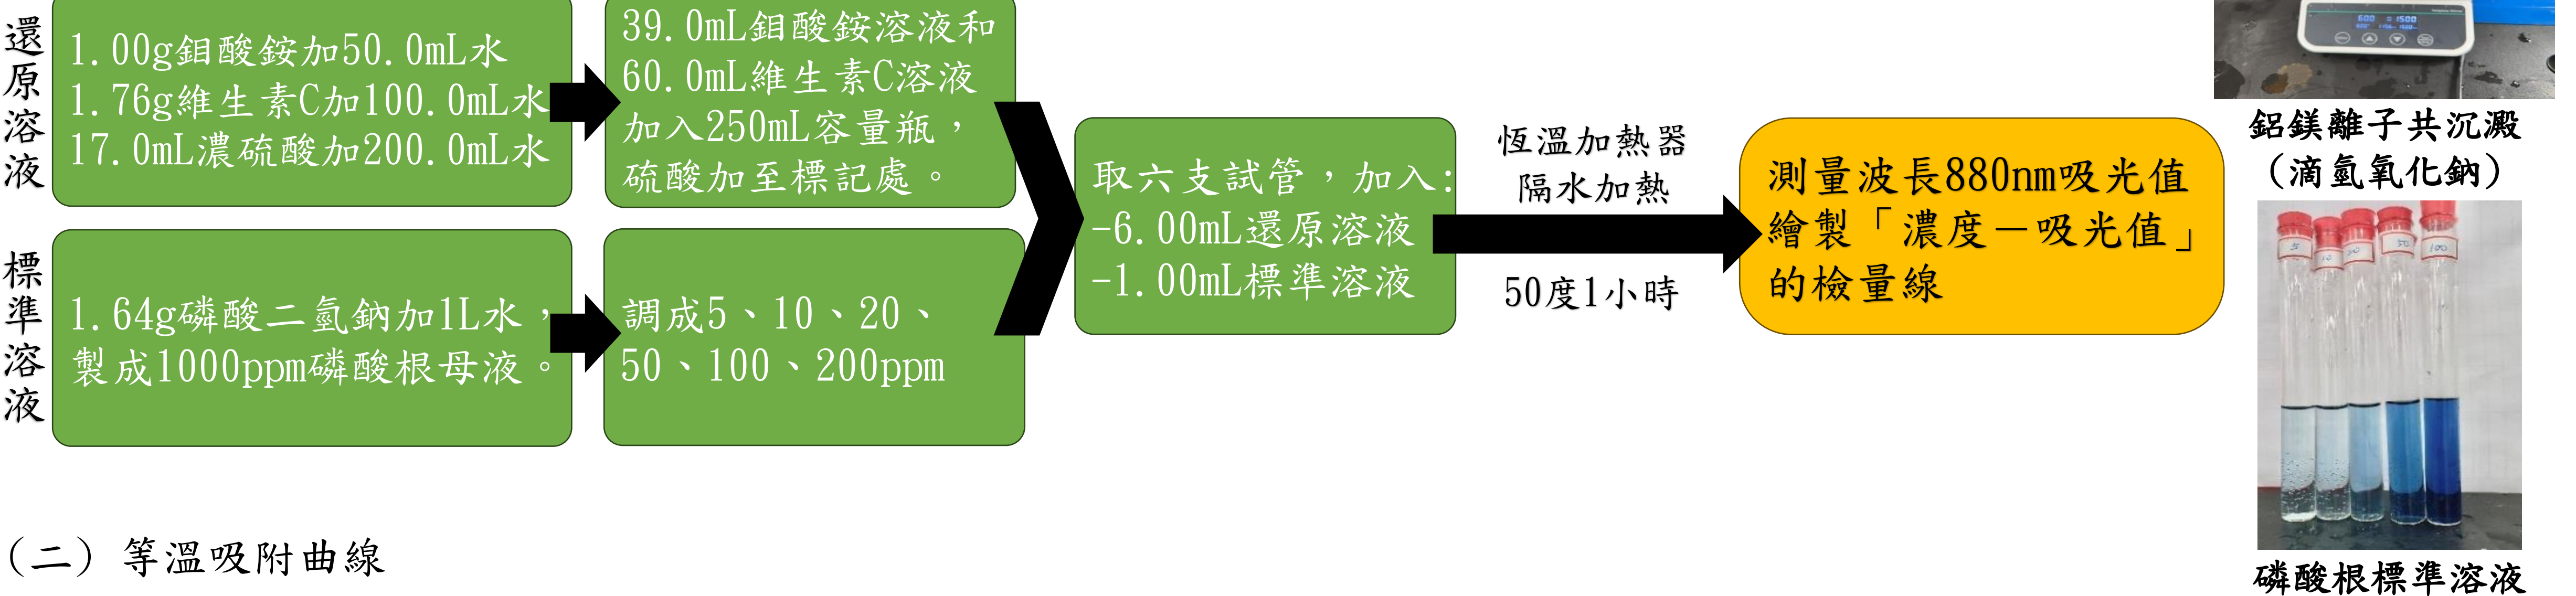 還原溶液
1.00g鉬酸銨加50.0mL水
1.76g維生素C加100.0mL水
17.0mL濃硫酸加200.0mL水
39.0mL鉬酸銨溶液和
60.0mL維生素C溶液
加入250mL容量瓶，
硫酸加至標記處。
標準溶液
1.64g磷酸二氫鈉加1L水，
製成1000ppm磷酸根母液。
調成5、10、20、
50、100、200ppm
取六支試管，加入:
-6.00mL還原溶液
-1.00mL標準溶液
恆溫加熱器
隔水加熱
50度1小時
測量波長880nm吸光值
繪製「濃度－吸光值」
的檢量線
600 1500
鋁鎂離子共沉澱
(滴氫氧化鈉)
5
10
20
50
100
磷酸根標準溶液
(二) 等溫吸附曲線